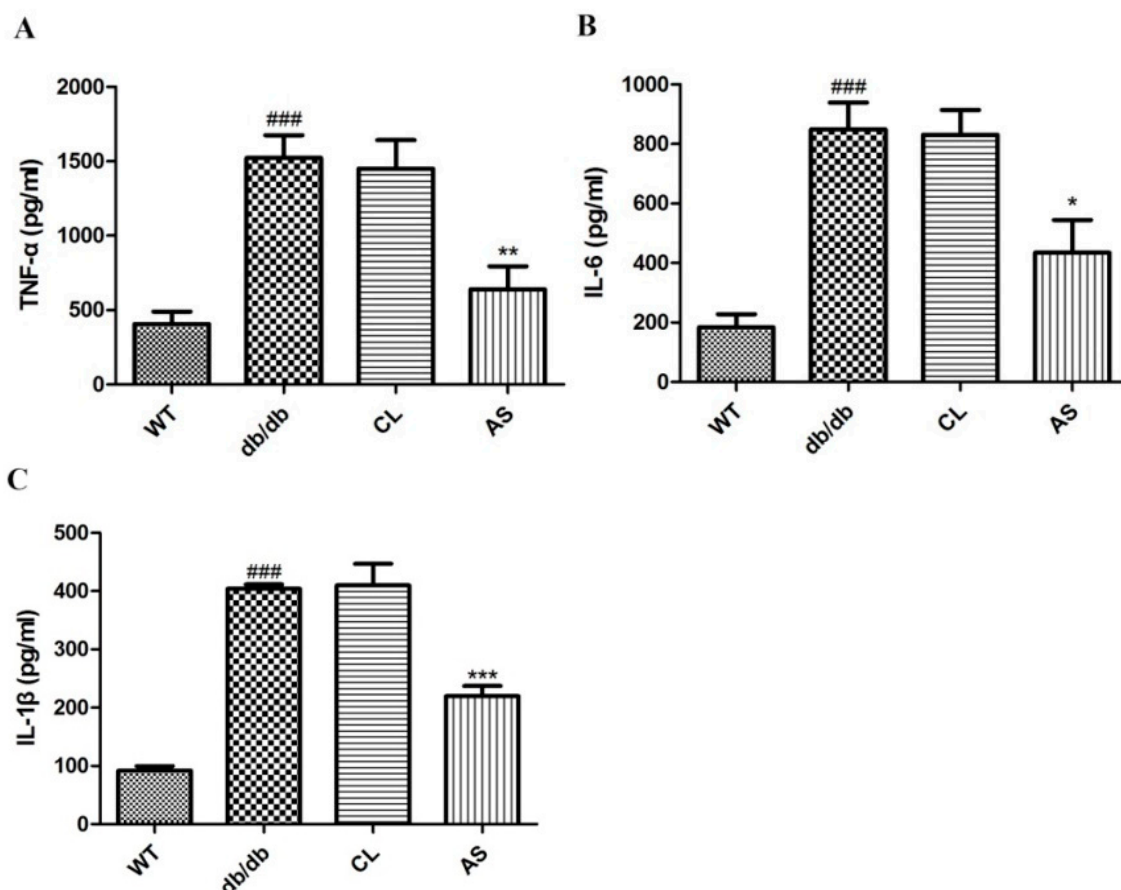 A
TNF-α (pg/ml)
2000
1500
1000
500
0
###
**
WT
db/db
CL
AS
B
IL-6 (pg/ml)
1000
800
600
400
200
0
###
*
WT
db/db
CL
AS
C
IL-1β (pg/ml)
500
400
300
200
100
0
###
***
WT
db/db
CL
AS